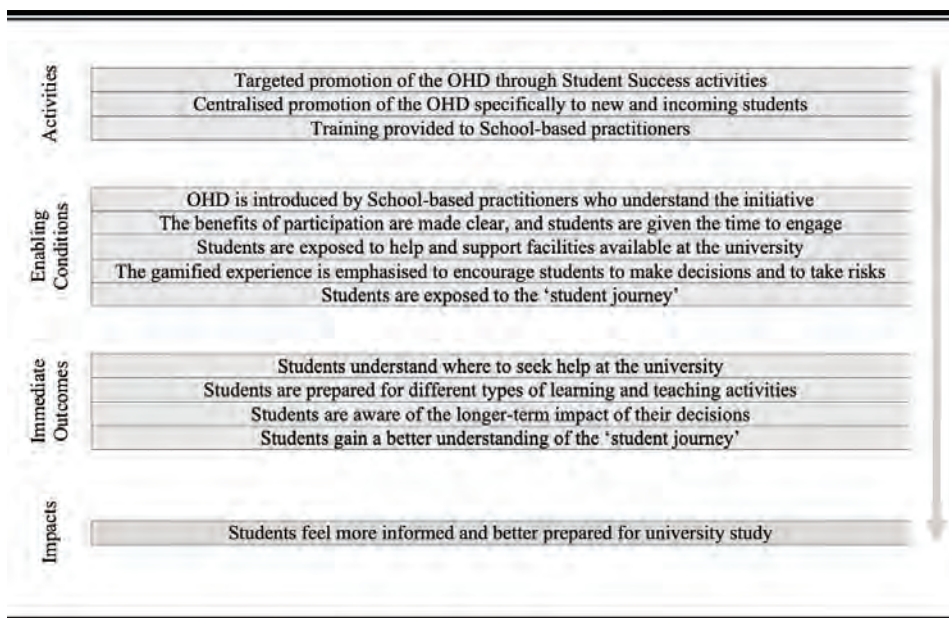 Activities
Targeted promotion of the OHD through Student Success activities
Centralised promotion of the OHD specifically to new and incoming students
Training provided to School-based practitioners
Enabling
Conditions
OHD is introduced by School-based practitioners who understand the initiative
The benefits of participation are made clear, and students are given the time to engage
Students are exposed to help and support facilities available at the university
The gamified experience is emphasised to encourage students to make decisions and to take risks
Students are exposed to the ‘student journey’
Immediate
Outcomes
Students understand where to seek help at the university
Students are prepared for different types of learning and teaching activities
Students are aware of the longer-term impact of their decisions
Students gain a better understanding of the ‘student journey’
Impacts
Students feel more informed and better prepared for university study